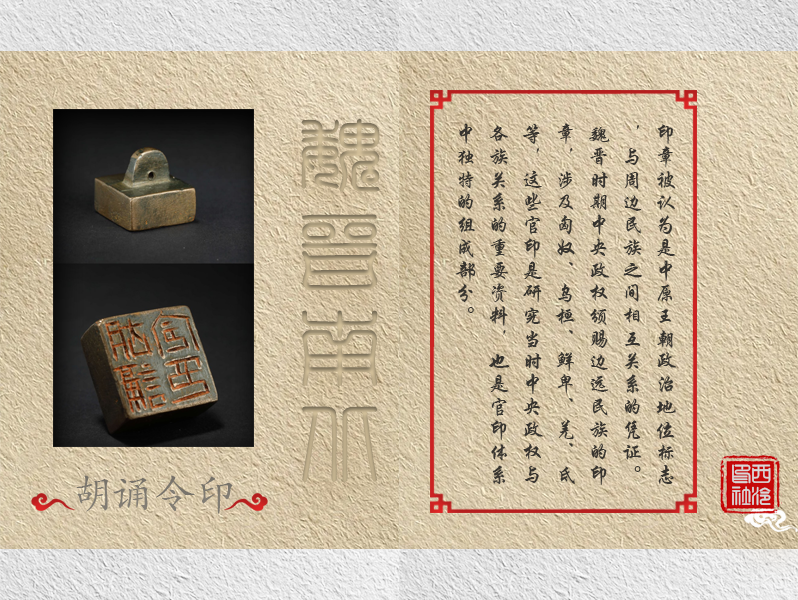 魏晉南北
胡诵令印
印章被认为是中原王朝政治地位标志
，与周边民族之间相互关系的凭证。
魏晋时期中央政权颁赐边远民族的印
章，涉及匈奴、乌桓、鲜卑、羌、氐
等，这些官印是研究当时中央政权与
各族关系的重要资料，也是官印体系
中独特的组成部分。
西泠印社